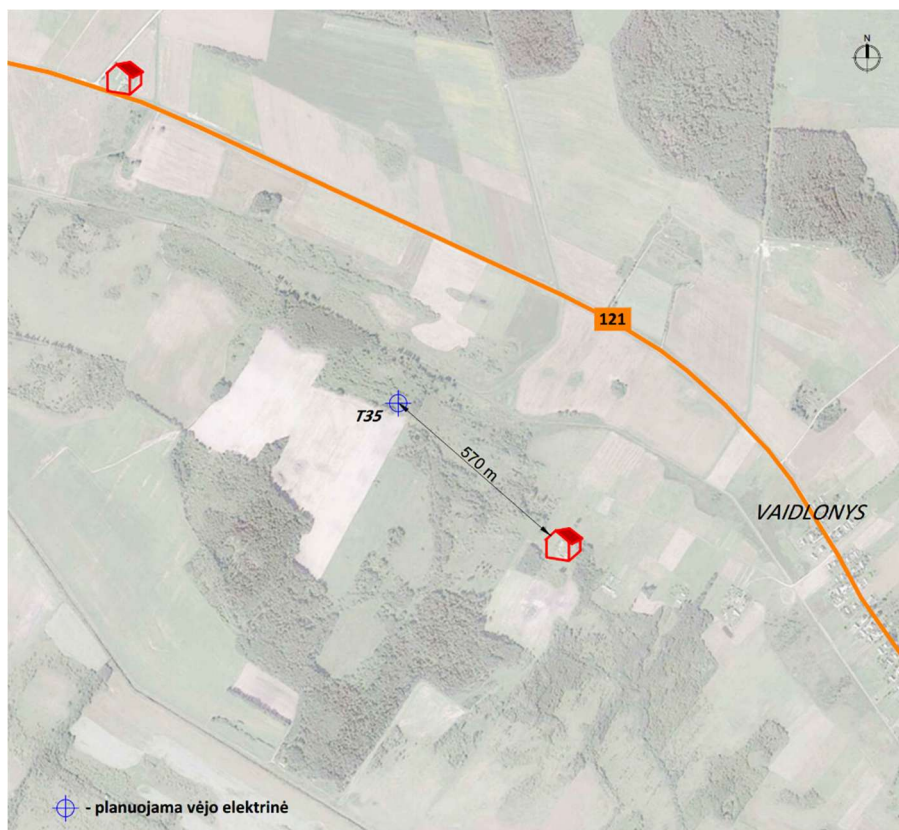 N
121
T35
570 m
VAIDLONYS
- planuojama vėjo elektrinė